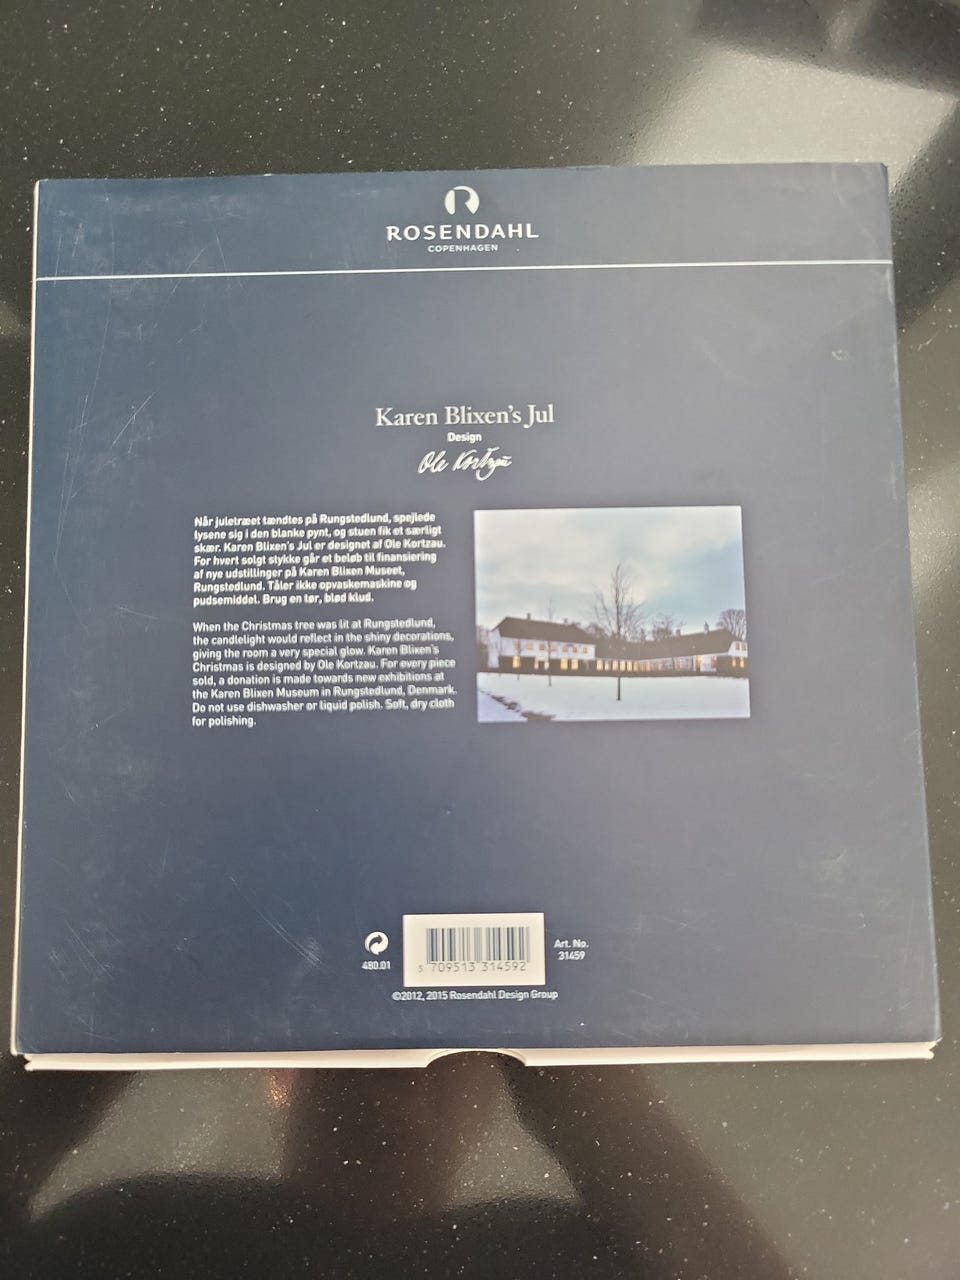 R
ROSENDAHL
COPENHAGEN
Karen Blixen's Jul
Design
Ole Kortzau
Når juletræet tændtes på Rungstedlund, spejlede
lysene sig i den blanke pynt, og stuen fik et særligt
skær. Karen Blixen's Jul er designet af Ole Kortzau.
For hvert solgt stykke går et beløb til finansiering
af nye udstillinger på Karen Blixen Museet,
Rungstedlund. Tåler ikke opvaskemaskine og
pudsemiddel. Brug en tør, blød klud.
When the Christmas tree was lit at Rungstedlund,
the candlelight would reflect in the shiny decorations,
giving the room a very special glow. Karen Blixen's
Christmas is designed by Ole Kortzau. For every piece
sold, a donation is made towards new exhibitions at
the Karen Blixen Museum in Rungstedlund, Denmark.
Do not use dishwasher or liquid polish. Soft, dry cloth
for polishing.
480.01
5 709513 314592
Art. No.
31459
©2012, 2015 Rosendahl Design Group